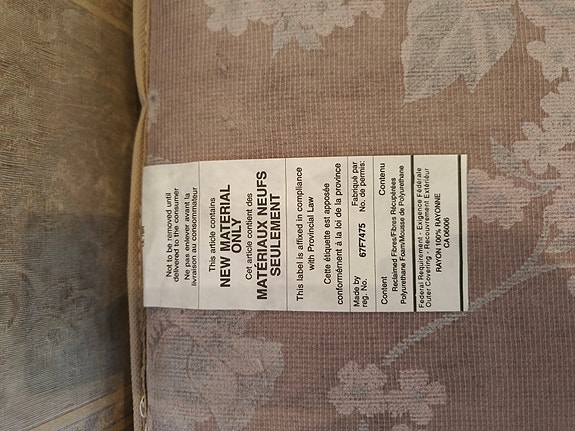 Not to be removed until
delivered to the consumer
Ne pas enlever avant la
livraison au consommateur
This article contains
NEW MATERIAL
ONLY
Cet article contient des
MATÉRIAUX NEUFS
SEULEMENT
This label is affixed in compliance
with Provincial Law
Cette étiquette est apposée
conformèment à la loi de la province
Made by Fabriqué par
reg. No. 67F7475 No. de permis:
Content Contenu
Reclaimed Fibres/Fibres Récupérées
Polyurethane Foam/Mousse de Polyurethane
Federal Requirement - Exigence Fédérale
Outer Covering - Recouvrement Extérieur
RAYON 100% RAYONNE
CA 06006